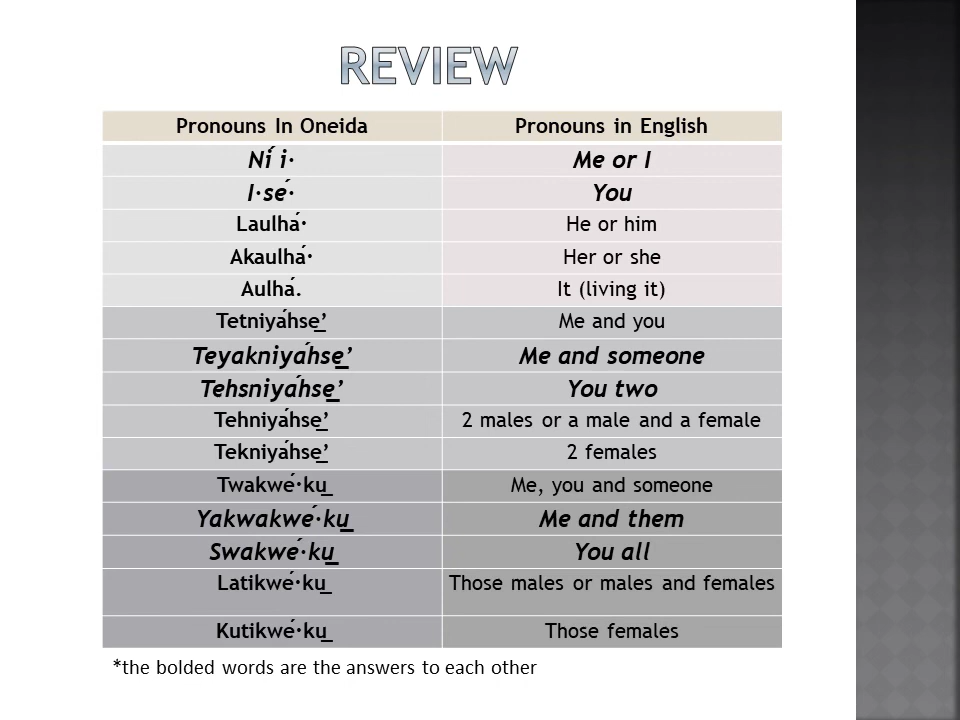 REVIEW
Pronouns In Oneida Pronouns in English
Ní i· Me or I
I·sé· You
Laulhá· He or him
Akaulhá· Her or she
Aulhá. It (living it)
Tetniyáhse̲’ Me and you
Teyakniyáhse̲’ Me and someone
Tehsniyáhse̲’ You two
Tehniyáhse̲’ 2 males or a male and a female
Tekniyáhse̲’ 2 females
Twakwé·ku̲ Me, you and someone
Yakwakwé·ku̲ Me and them
Swakwé·ku̲ You all
Latikwé·ku̲ Those males or males and females
Kutikwé·ku̲ Those females
*the bolded words are the answers to each other